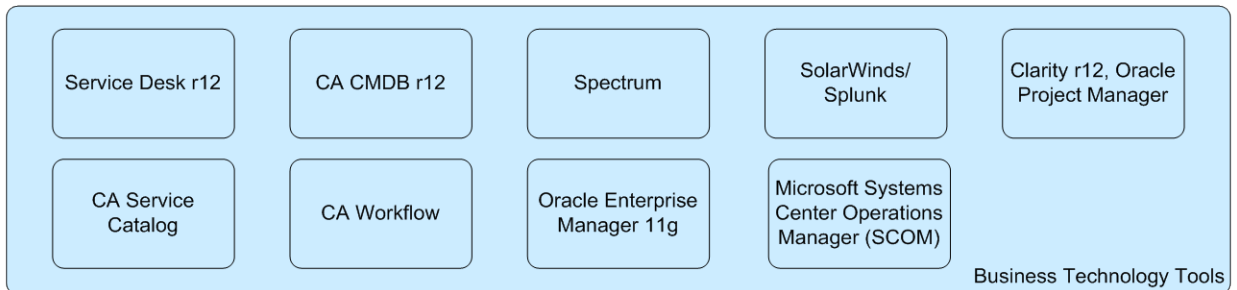 Service Desk r12
CA CMDB r12
Spectrum
SolarWinds/
Splunk
Clarity r12, Oracle
Project Manager
CA Service
Catalog
CA Workflow
Oracle Enterprise
Manager 11g
Microsoft Systems
Center Operations
Manager (SCOM)
Business Technology Tools